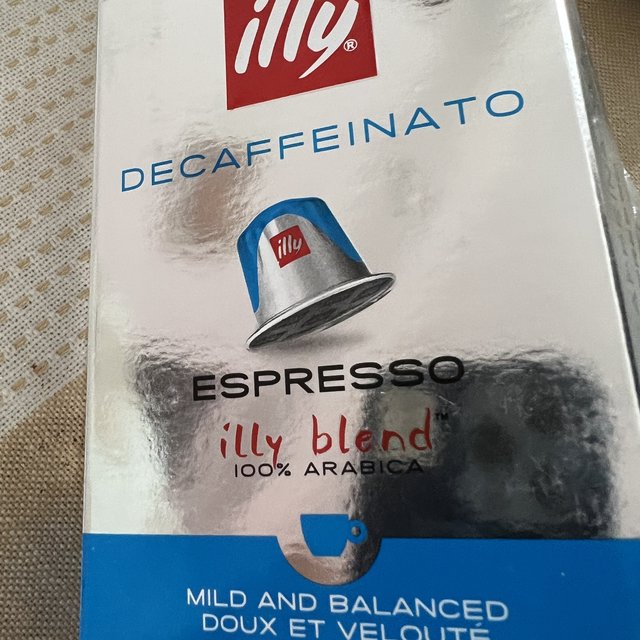 illy®
DECAFFEINATO
illy
ESPRESSO
illy blend™
100% ARABICA
MILD AND BALANCED
DOUX ET VELOUTÉ